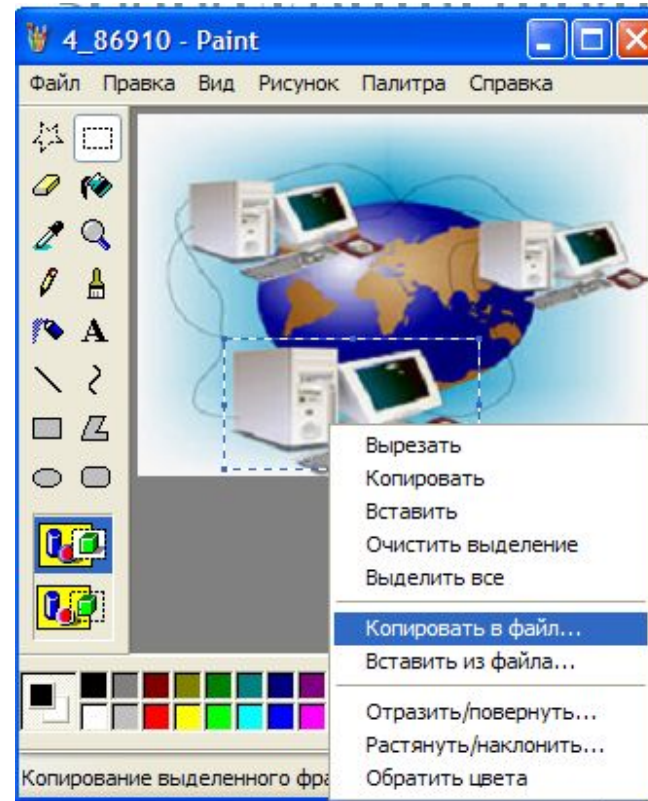 4_86910 - Paint
Файл Правка Вид Рисунок Палитра Справка
A
Вырезать
Копировать
Вставить
Очистить выделение
Выделить все
Копировать в файл...
Вставить из файла...
Отразить/повернуть...
Растянуть/наклонить...
Обратить цвета
Копирование выделенного